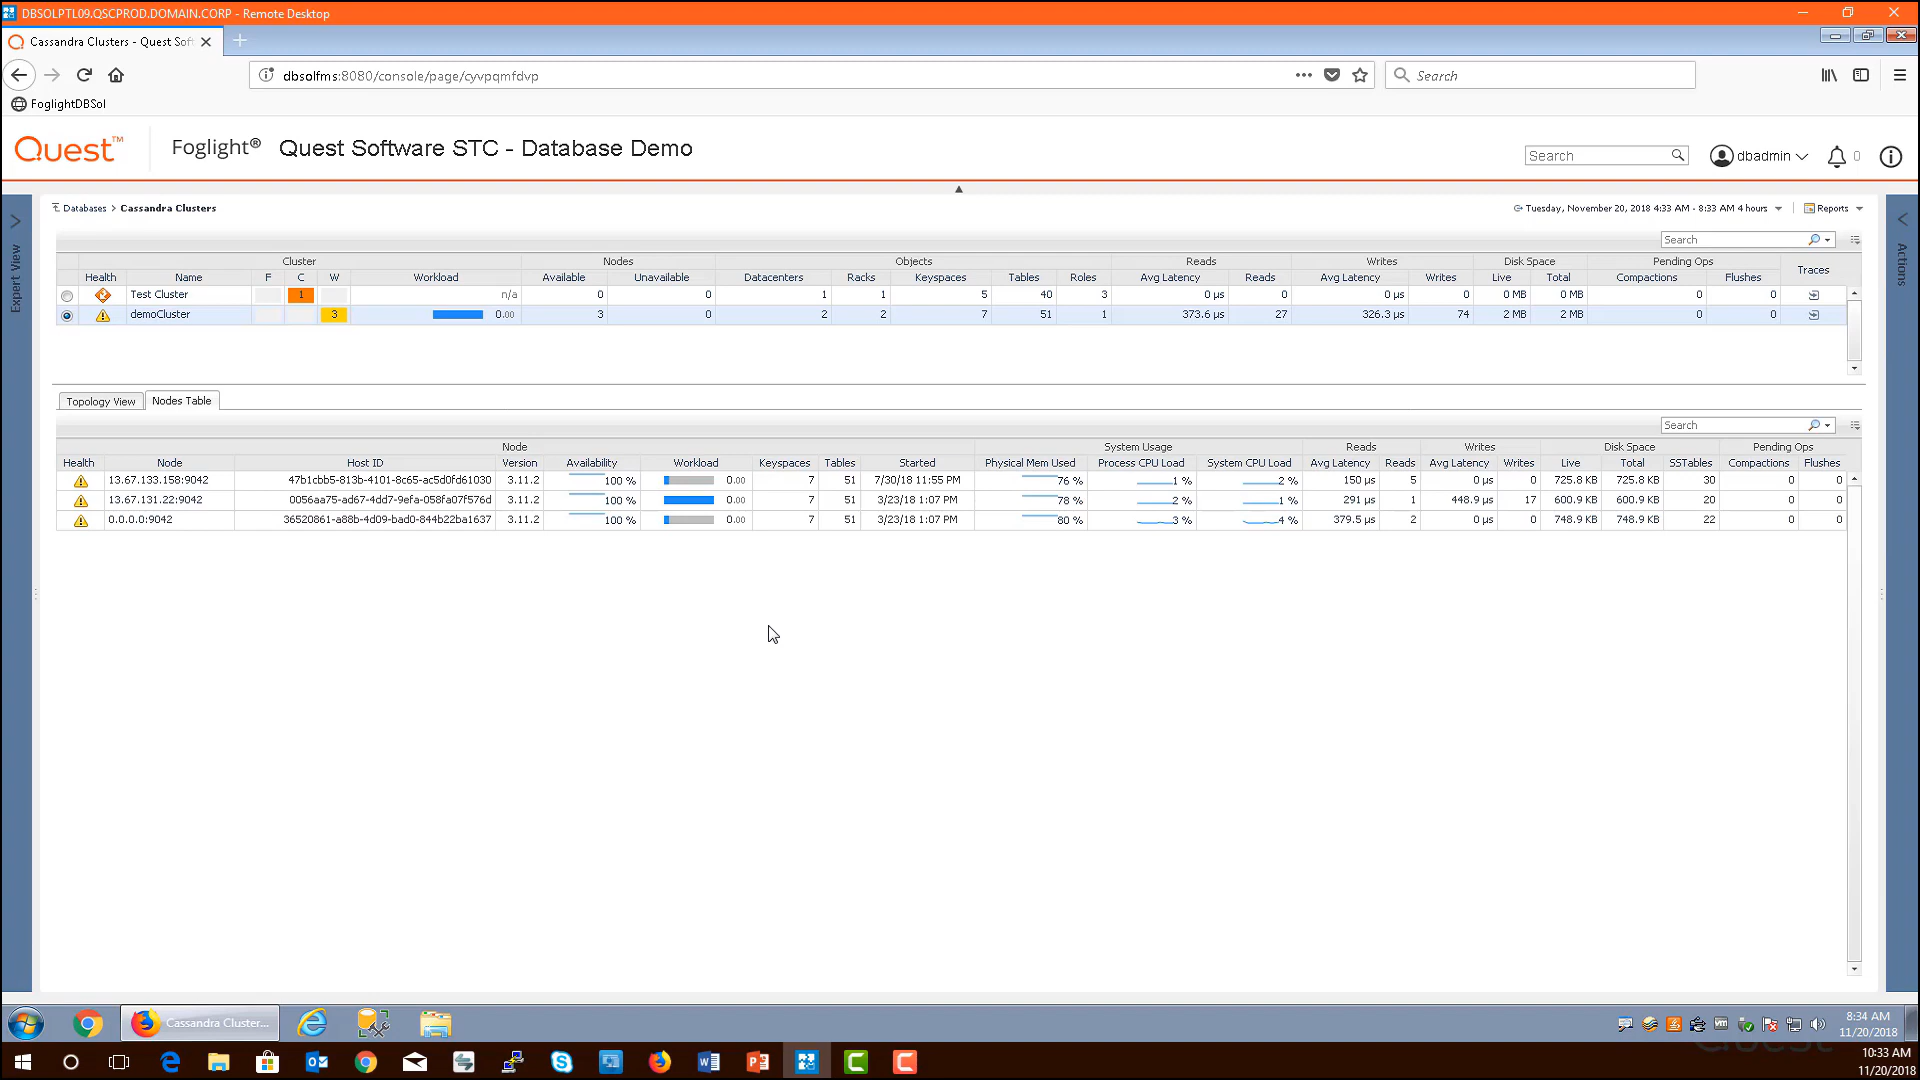 DBSOLPTL09.QSCPROD.DOMAIN.CORP - Remote Desktop
Cassandra Clusters - Quest Soft
dbsolfms:8080/console/page/cyvpqmfdvp
Search
FoglightDBSol
Quest™ Foglight® Quest Software STC - Database Demo
Search dbadmin 0
Databases > Cassandra Clusters
Tuesday, November 20, 2018 4:33 AM - 8:33 AM 4 hours Reports
Search
Cluster Nodes Objects Reads Writes Disk Space Pending Ops
Health Name F C W Workload Available Unavailable Datacenters Racks Keyspaces Tables Roles Avg Latency Reads Avg Latency Writes Live Total Compactions Flushes Traces
Test Cluster 1 n/a 0 0 1 1 5 40 3 0 µs 0 0 µs 0 0 MB 0 MB 0 0
demoCluster 3 0.00 3 0 2 2 7 51 1 373.6 µs 27 326.3 µs 74 2 MB 2 MB 0 0
Topology View Nodes Table
Search
Node System Usage Reads Writes Disk Space Pending Ops
Health Node Host ID Version Availability Workload Keyspaces Tables Started Physical Mem Used Process CPU Load System CPU Load Avg Latency Reads Avg Latency Writes Live Total SSTables Compactions Flushes
13.67.133.158:9042 47b1cbb5-813b-4101-8c65-ac5d0fd61030 3.11.2 100 % 0.00 7 51 7/30/18 11:55 PM 76 % 1 % 2 % 150 µs 5 0 µs 0 725.8 KB 725.8 KB 30 0 0
13.67.131.22:9042 0056aa75-ad67-4dd7-9efa-058fa07f576d 3.11.2 100 % 0.00 7 51 3/23/18 1:07 PM 78 % 2 % 1 % 291 µs 1 448.9 µs 17 600.9 KB 600.9 KB 20 0 0
0.0.0.0:9042 36520861-a88b-4d09-bad0-844b22ba1637 3.11.2 100 % 0.00 7 51 3/23/18 1:07 PM 80 % 3 % 4 % 379.5 µs 2 0 µs 0 748.9 KB 748.9 KB 22 0 0
Expert View
Actions
Cassandra Cluster...
8:34 AM
11/20/2018
Quest
10:33 AM
11/20/2018